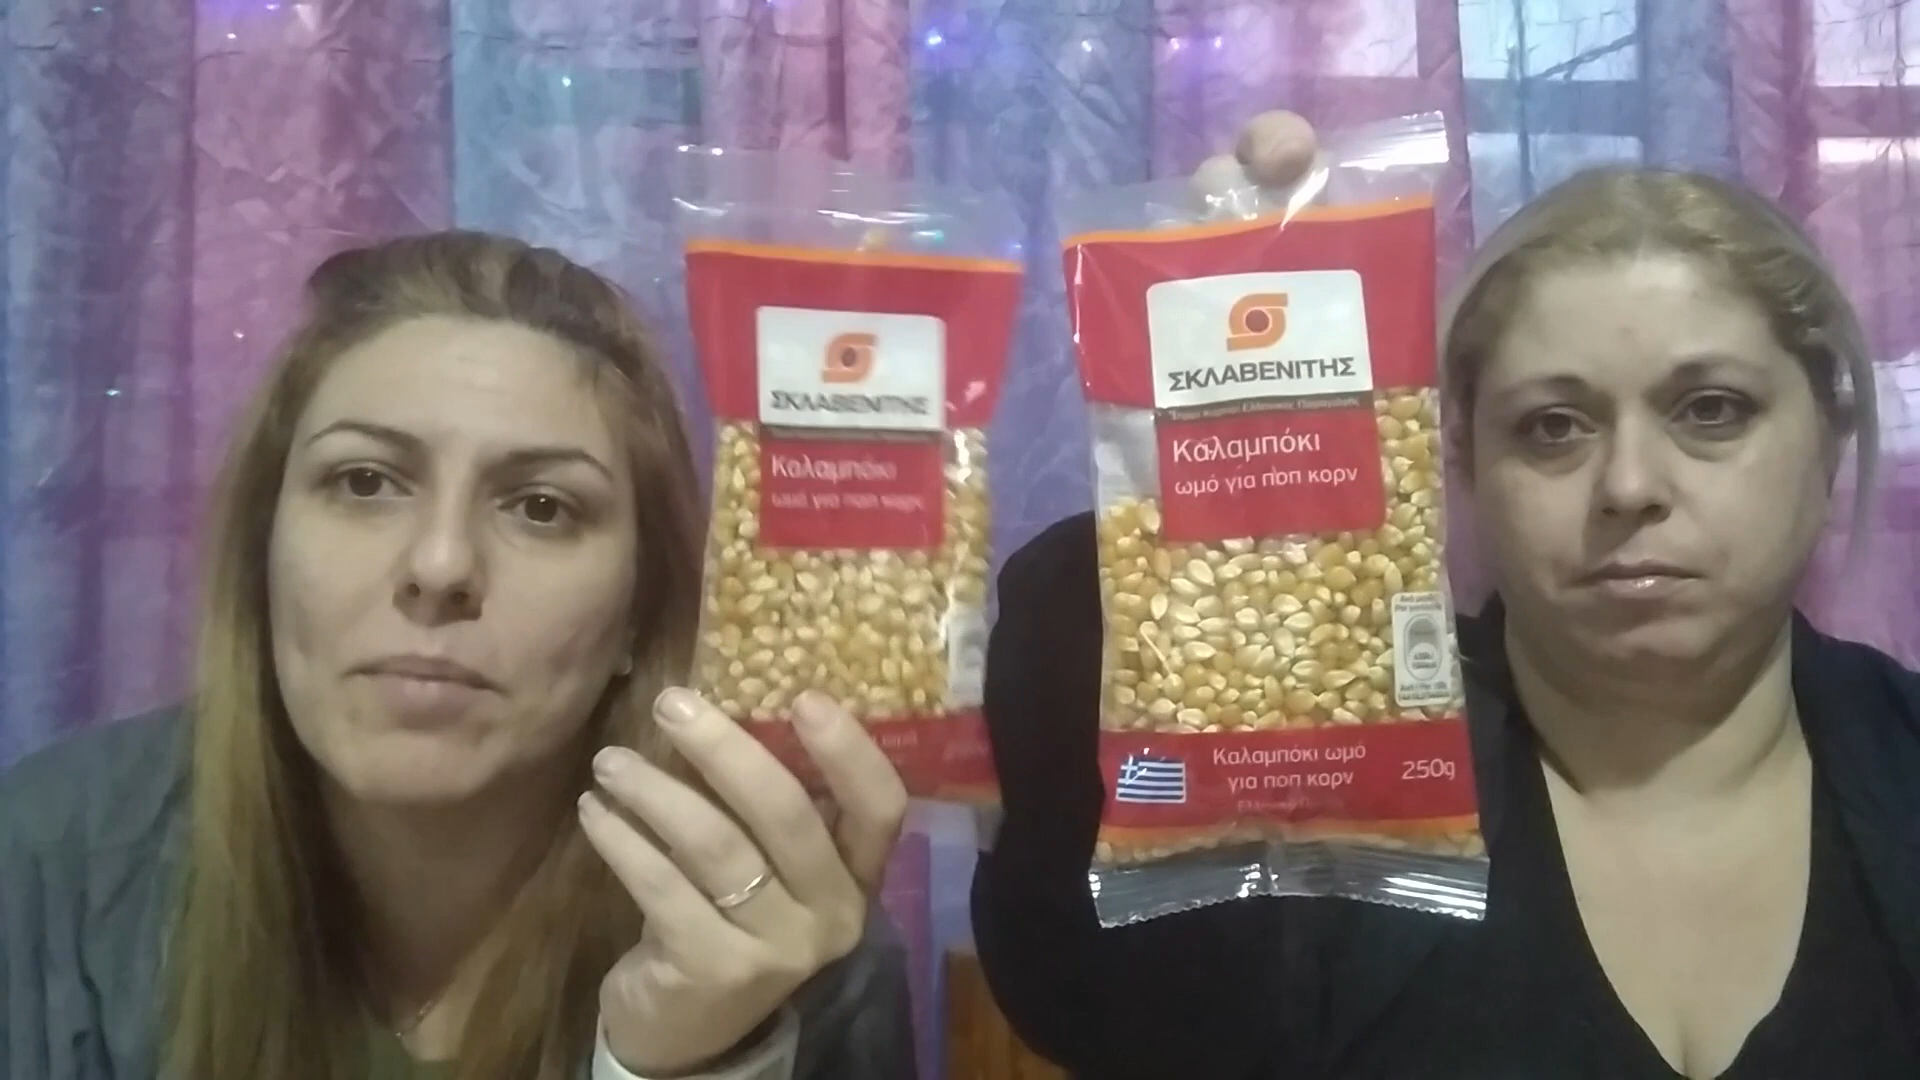 ΣΚΛΑΒΕΝΙΤΗΣ
Καλαμπόκι
ωμό για ποπ κορν
ΣΚΛΑΒΕΝΙΤΗΣ
Καλαμπόκι
ωμό για ποπ κορν
Καλαμπόκι ωμό
για ποπ κορν
250g